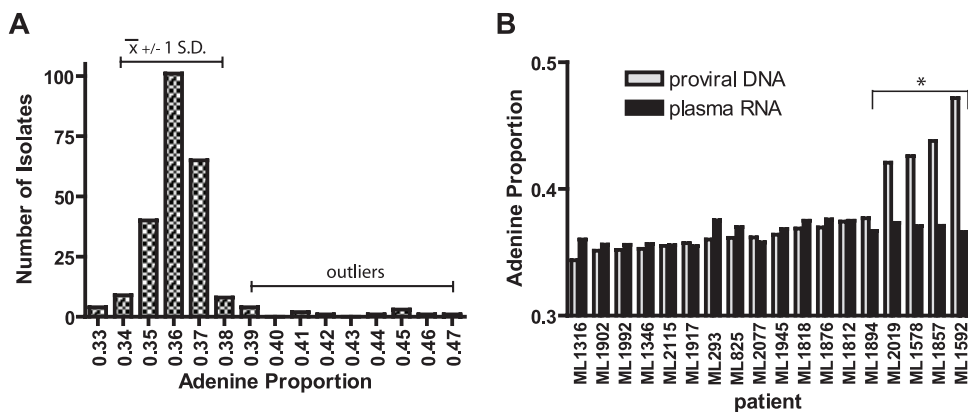 A
x̅ +/- 1 S.D.
Number of Isolates
100
75
50
25
0
outliers
0.33
0.34
0.35
0.36
0.37
0.38
0.39
0.40
0.41
0.42
0.43
0.44
0.45
0.46
0.47
Adenine Proportion
B
Adenine Proportion
0.5
0.4
0.3
proviral DNA
plasma RNA
*
ML1316
ML1902
ML1992
ML1346
ML2115
ML1917
ML293
ML825
ML2077
ML1945
ML1818
ML1876
ML1812
ML1894
ML2019
ML1578
ML1857
ML1592
patient